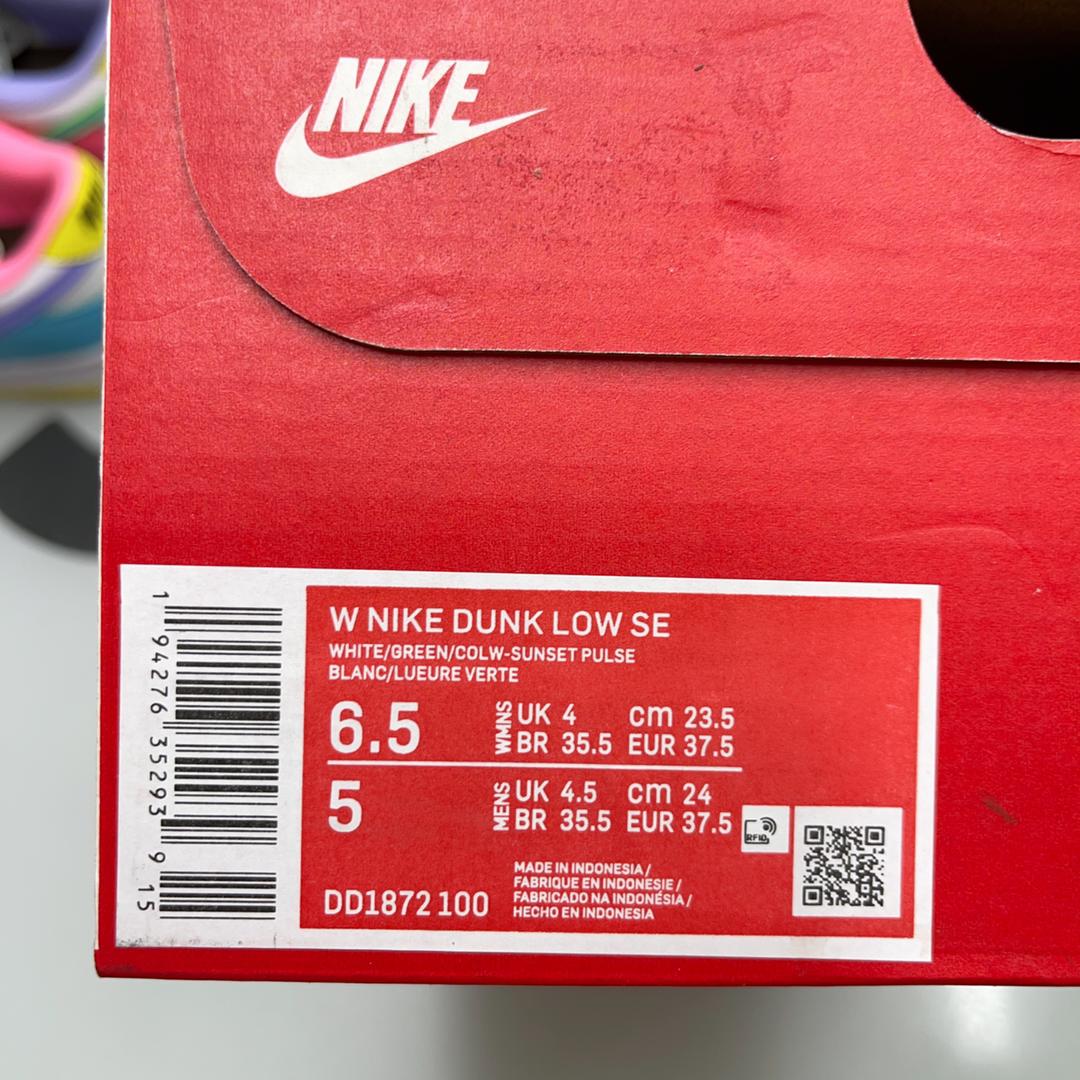 NIKE
W NIKE DUNK LOW SE
WHITE/GREEN/COLW-SUNSET PULSE
BLANC/LUEURE VERTE
6.5 WMNS UK 4 cm 23.5
BR 35.5 EUR 37.5
5 MENS UK 4.5 cm 24
BR 35.5 EUR 37.5
RFID
MADE IN INDONESIA /
FABRIQUE EN INDONESIE /
FABRICADO NA INDONÉSIA /
HECHO EN INDONESIA
DD1872 100
1 94276 35293 9 15